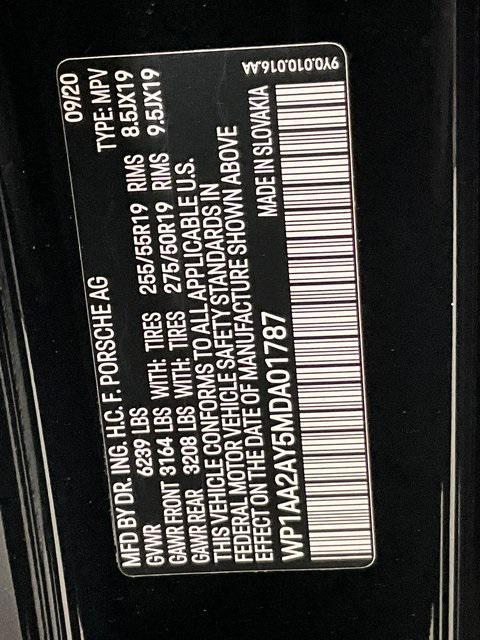 MFD BY DR. ING. H.C. F. PORSCHE AG 09/20
GVWR 6239 LBS TYPE: MPV
GAWR FRONT 3164 LBS WITH: TIRES 255/55R19 RIMS 8.5JX19
GAWR REAR 3208 LBS WITH: TIRES 275/50R19 RIMS 9.5JX19
THIS VEHICLE CONFORMS TO ALL APPLICABLE U.S.
FEDERAL MOTOR VEHICLE SAFETY STANDARDS IN
EFFECT ON THE DATE OF MANUFACTURE SHOWN ABOVE
WP1AA2AY5MDA01787 MADE IN SLOVAKIA
9Y0.010.016.AA